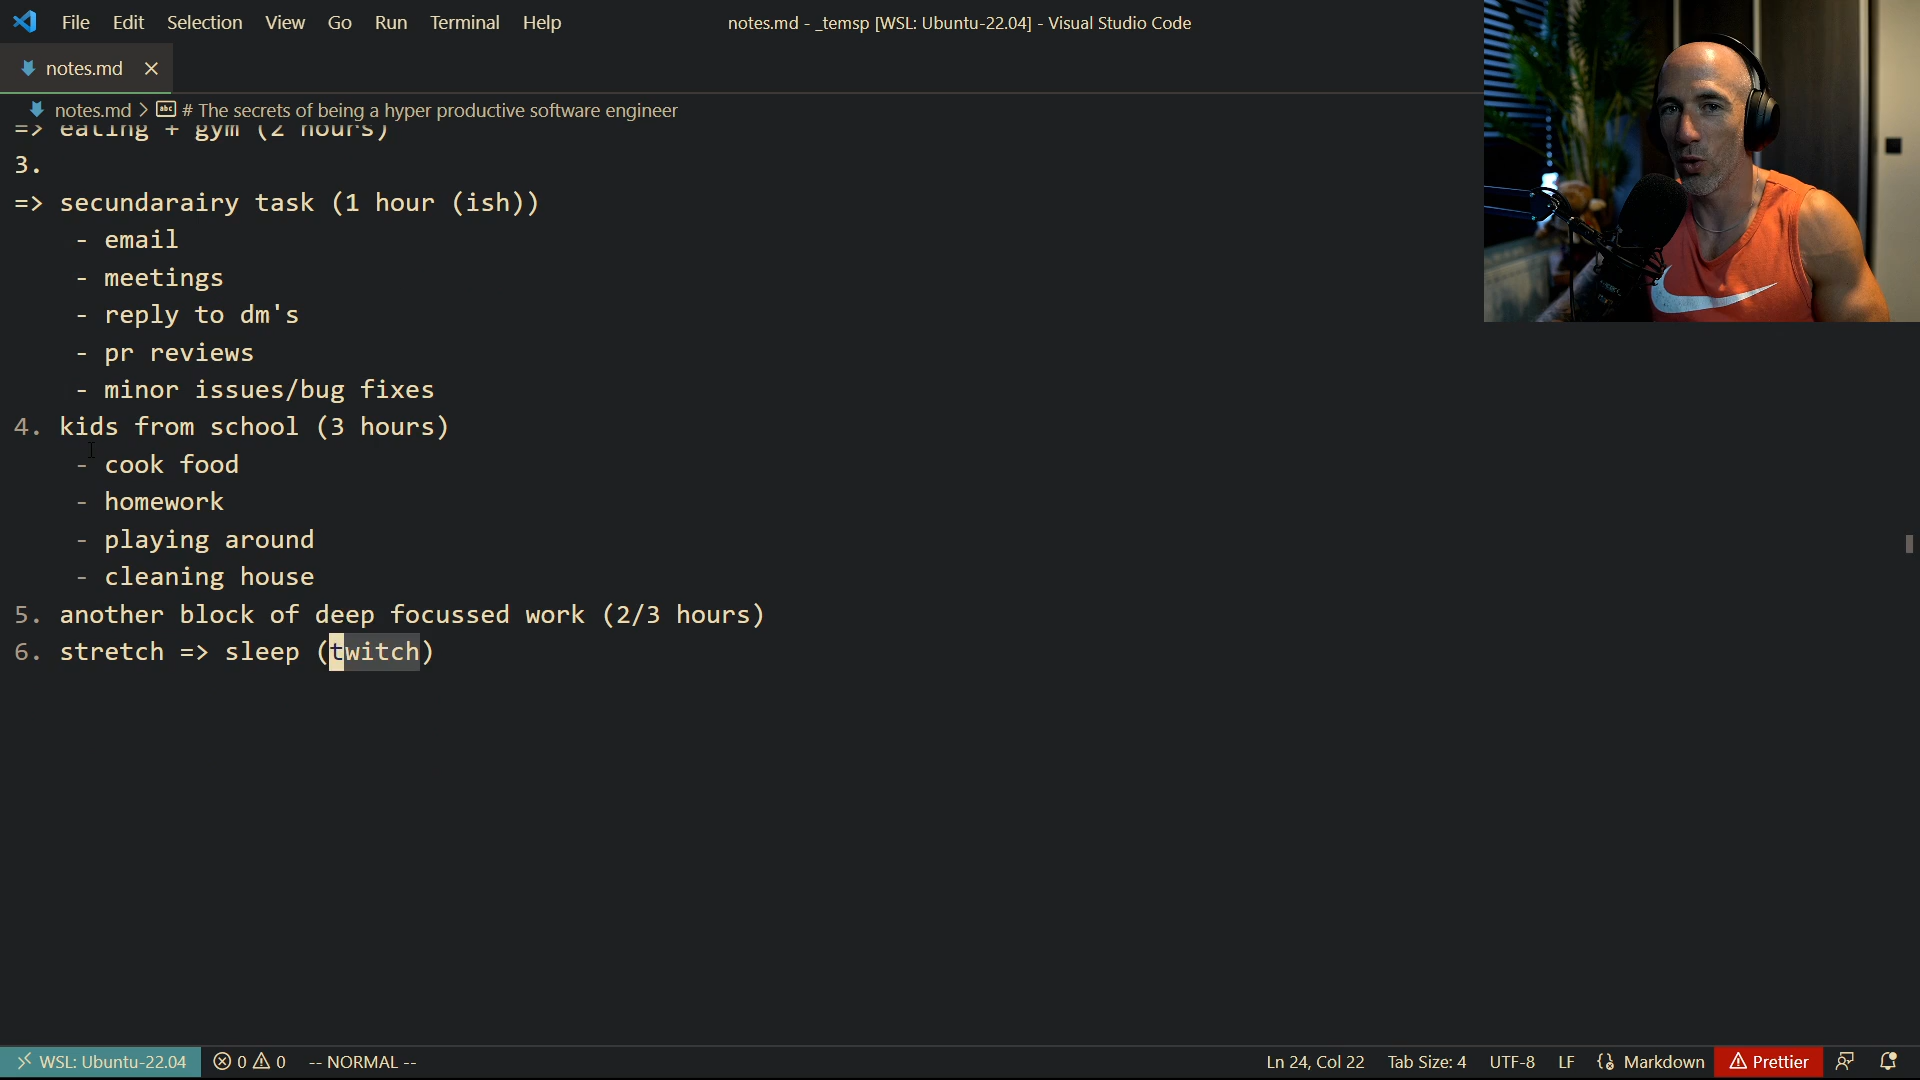 File Edit Selection View Go Run Terminal Help
notes.md - _temsp [WSL: Ubuntu-22.04] - Visual Studio Code
notes.md
notes.md > # The secrets of being a hyper productive software engineer
=> eating + gym (2 hours)
3.
=> secundarairy task (1 hour (ish))
- email
- meetings
- reply to dm's
- pr reviews
- minor issues/bug fixes
4. kids from school (3 hours)
- cook food
- homework
- playing around
- cleaning house
5. another block of deep focussed work (2/3 hours)
6. stretch => sleep (twitch)
WSL: Ubuntu-22.04 0 0 -- NORMAL -- Ln 24, Col 22 Tab Size: 4 UTF-8 LF Markdown Prettier